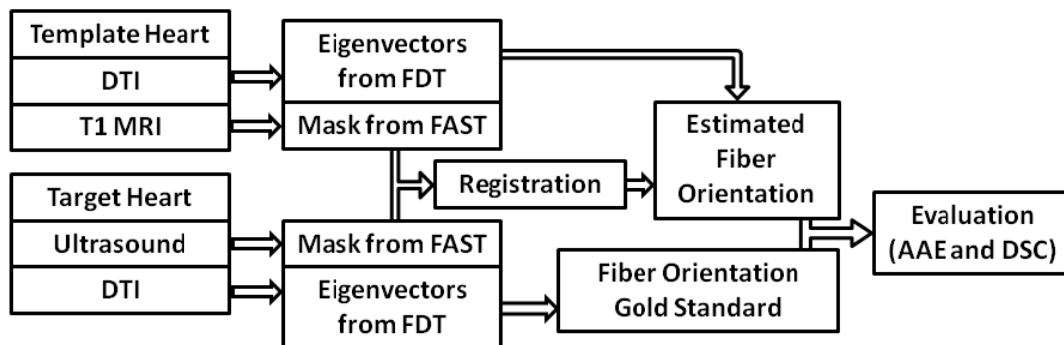 Template Heart
DTI
T1 MRI
Eigenvectors
from FDT
Mask from FAST
Estimated
Fiber
Orientation
Registration
Target Heart
Ultrasound
DTI
Mask from FAST
Eigenvectors
from FDT
Fiber Orientation
Gold Standard
Evaluation
(AAE and DSC)